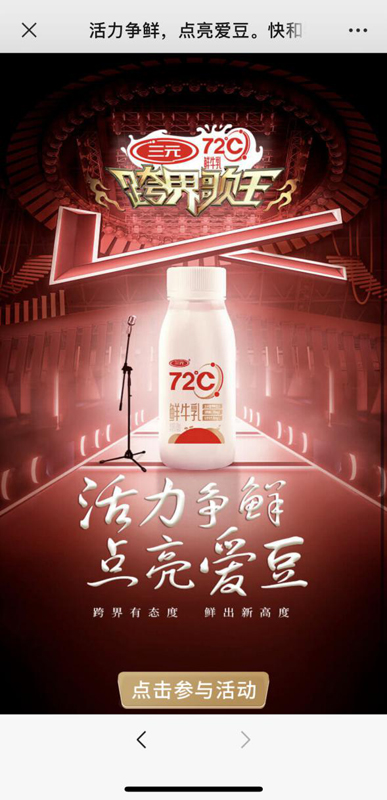 活力争鲜，点亮爱豆。快和
三元
72℃
鲜牛乳
跨界歌王
三元
72℃
鲜牛乳
活力争鲜
点亮爱豆
跨界有态度 鲜出新高度
点击参与活动